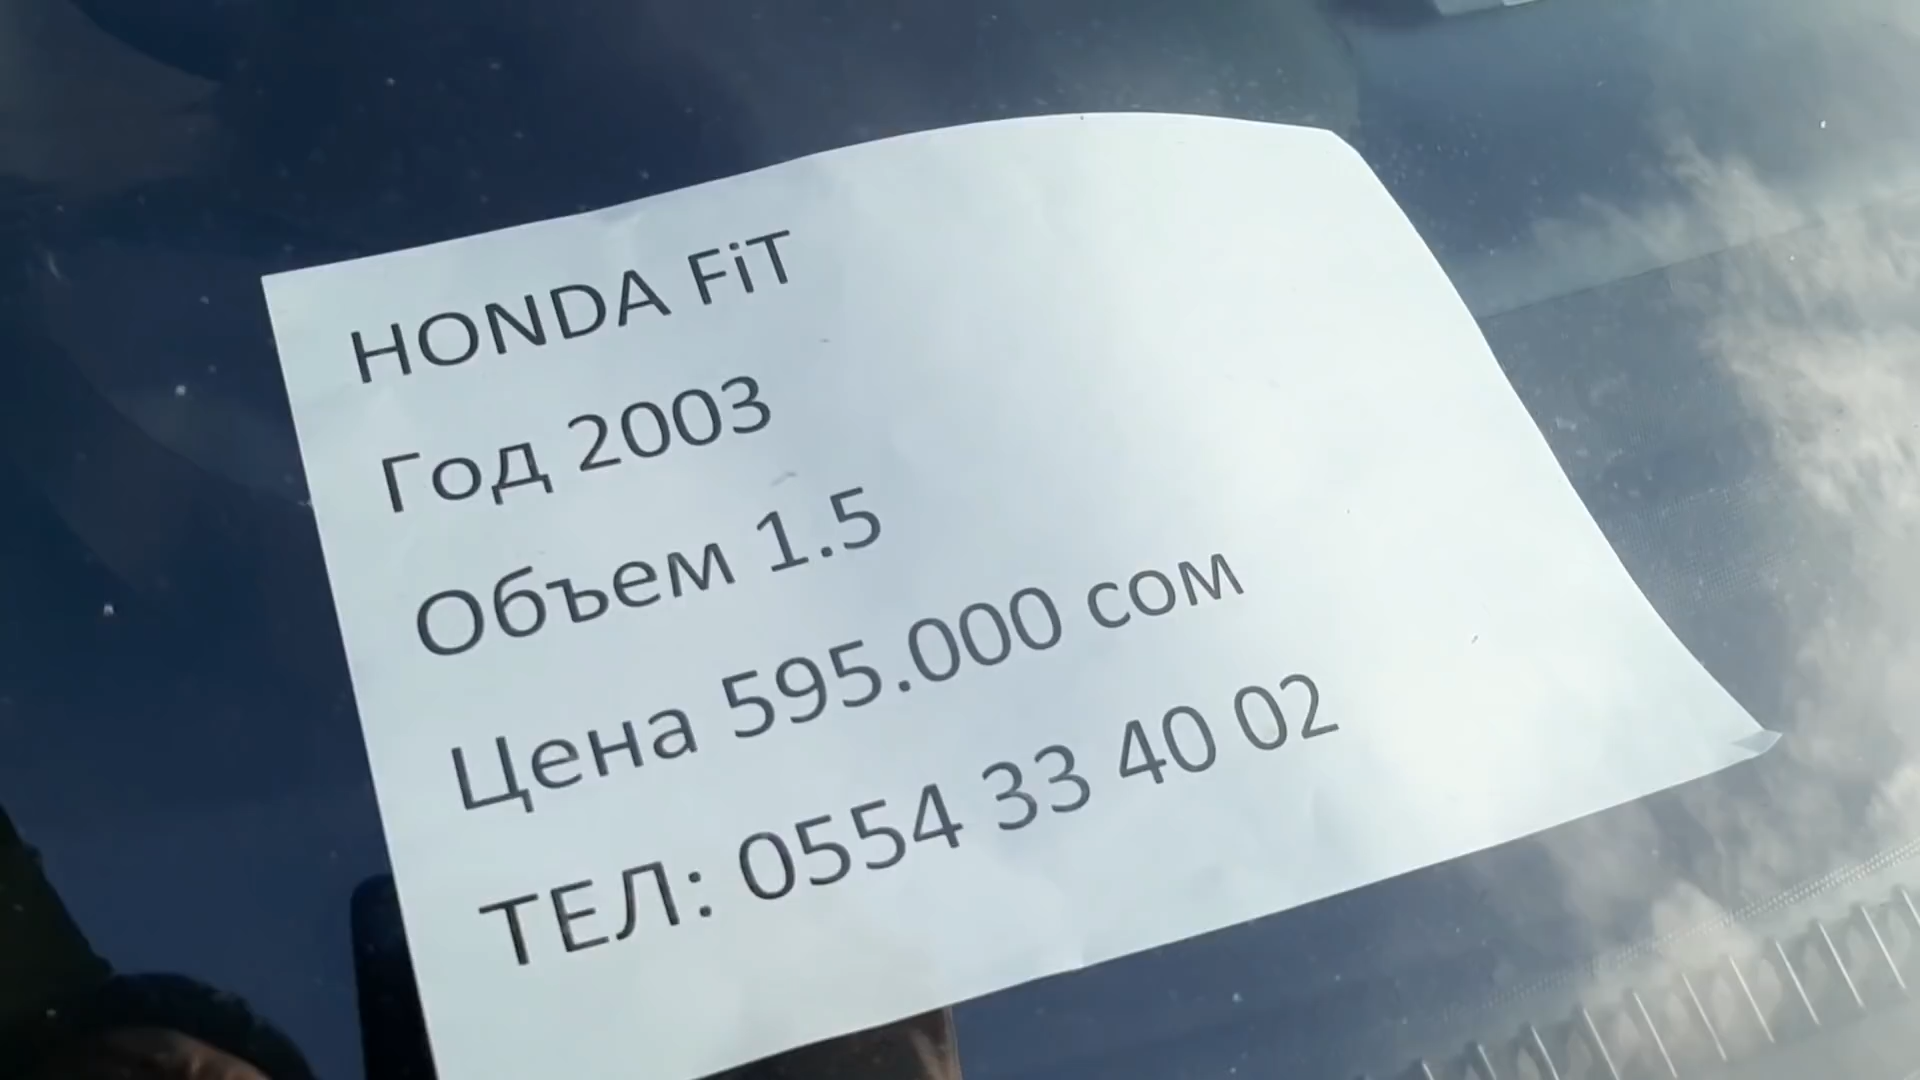 HONDA FiT
Год 2003
Объем 1.5
Цена 595.000 сом
ТЕЛ: 0554 33 40 02